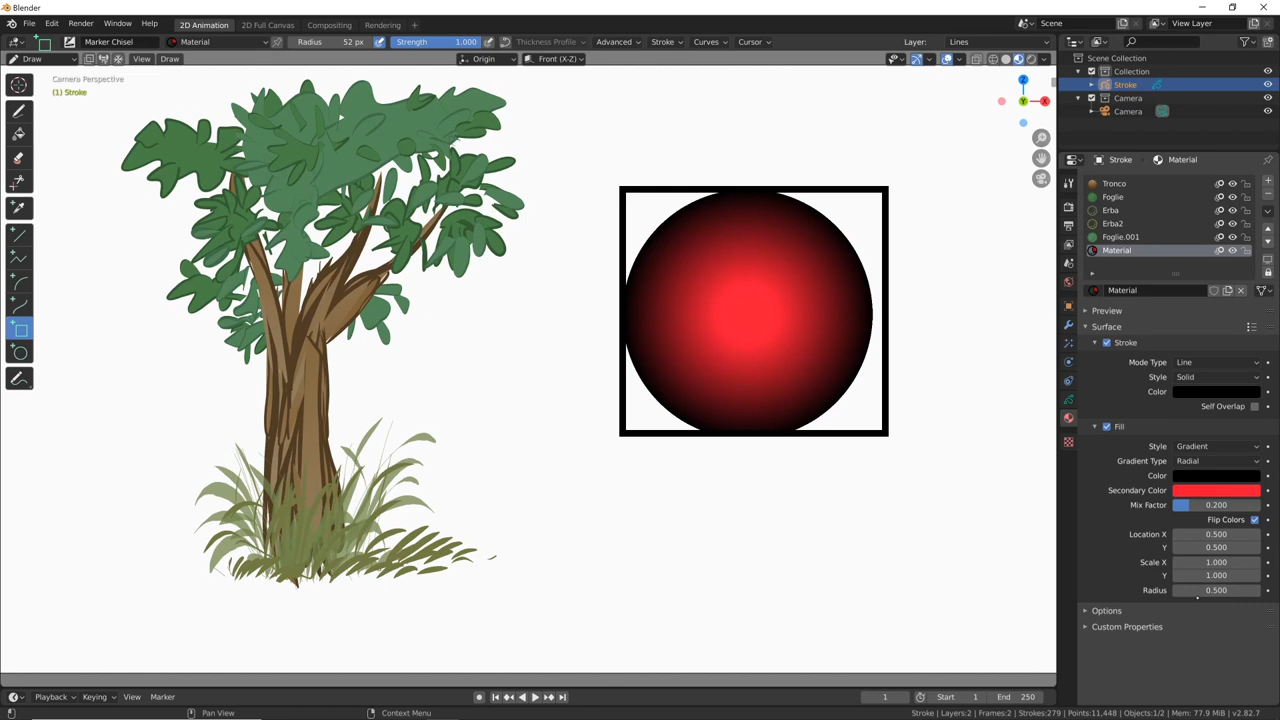 Blender
File Edit Render Window Help 2D Animation 2D Full Canvas Compositing Rendering + Scene View Layer
Marker Chisel Material Radius 52 px Strength 1.000 Thickness Profile Advanced Stroke Curves Cursor Layer: Lines
Draw View Draw Origin Front (X-Z)
Camera Perspective
(1) Stroke
Z
Y
X
Scene Collection
Collection
Stroke
Camera
Camera
Stroke Material
Tronco
Foglie
Erba
Erba2
Foglie.001
Material
Material
Preview
Surface
Stroke
Mode Type Line
Style Solid
Color
Self Overlap
Fill
Style Gradient
Gradient Type Radial
Color
Secondary Color
Mix Factor 0.200
Flip Colors
Location X 0.500
Y 0.500
Scale X 1.000
Y 1.000
Radius 0.500
Options
Custom Properties
Playback Keying View Marker 1 Start 1 End 250
Pan View Context Menu Stroke | Layers:2 | Frames:2 | Strokes:279 | Points:11,448 | Objects:1/2 | Mem: 77.9 MiB | v2.82.7